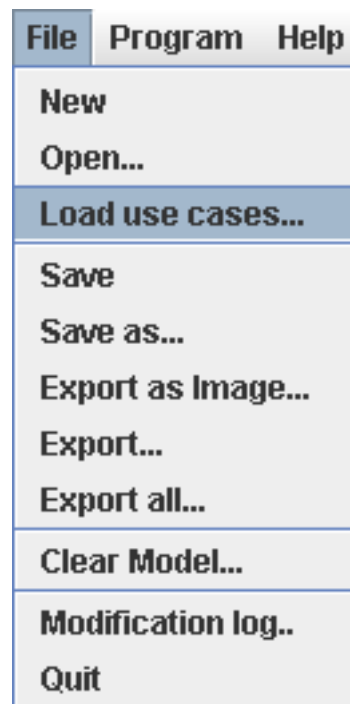 File Program Help
New
Open...
Load use cases...
Save
Save as...
Export as Image...
Export...
Export all...
Clear Model...
Modification log..
Quit